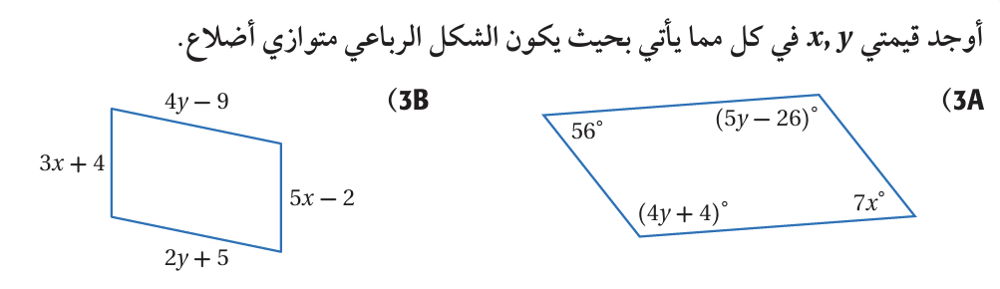 أوجد قيمتي x, y في كل مما يأتي بحيث يكون الشكل الرباعي متوازي أضلاع.
(3A
56°
(5y – 26)°
(4y + 4)°
7x°
(3B
4y – 9
3x + 4
5x – 2
2y + 5